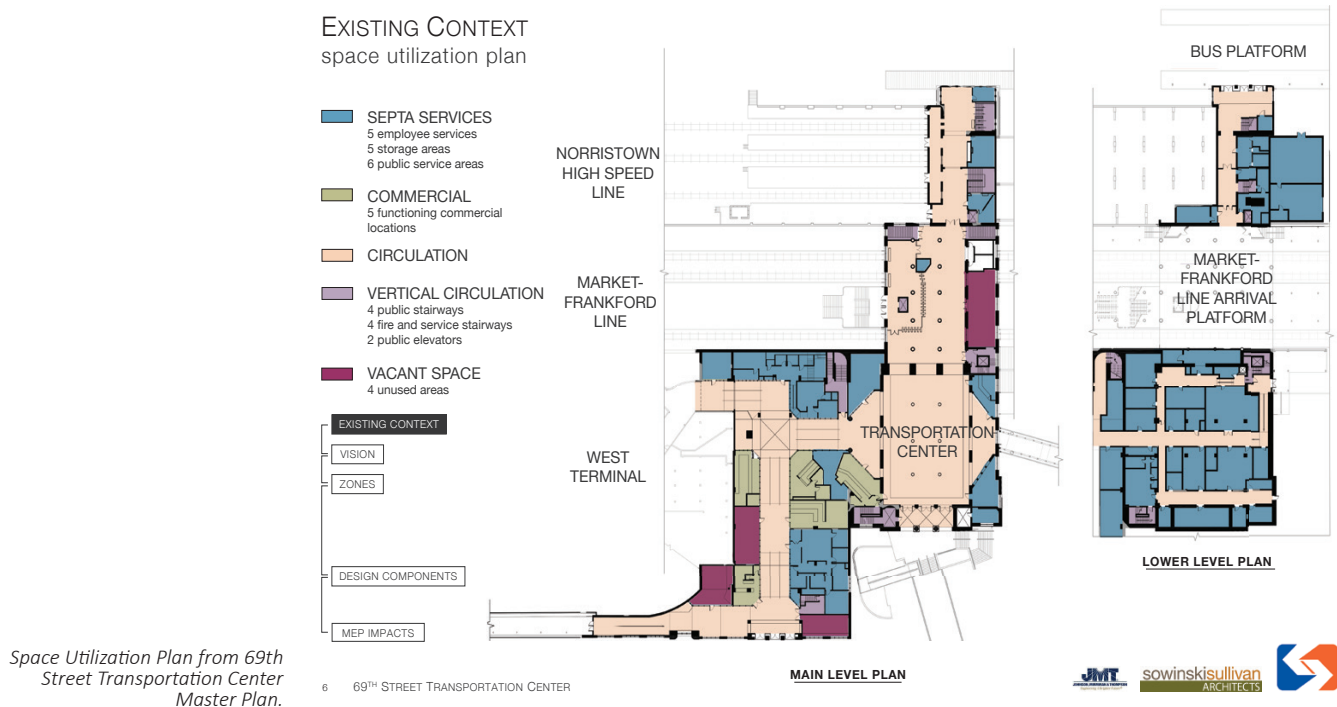 EXISTING CONTEXT
space utilization plan
SEPTA SERVICES
5 employee services
5 storage areas
6 public service areas
COMMERCIAL
5 functioning commercial
locations
CIRCULATION
VERTICAL CIRCULATION
4 public stairways
4 fire and service stairways
2 public elevators
VACANT SPACE
4 unused areas
EXISTING CONTEXT
VISION
ZONES
DESIGN COMPONENTS
MEP IMPACTS
NORRISTOWN
HIGH SPEED
LINE
MARKET-
FRANKFORD
LINE
WEST
TERMINAL
TRANSPORTATION
CENTER
BUS PLATFORM
MARKET-
FRANKFORD
LINE ARRIVAL
PLATFORM
LOWER LEVEL PLAN
MAIN LEVEL PLAN
Space Utilization Plan from 69th
Street Transportation Center
Master Plan.
6 69TH STREET TRANSPORTATION CENTER
JMT
sowinskisullivan
ARCHITECTS